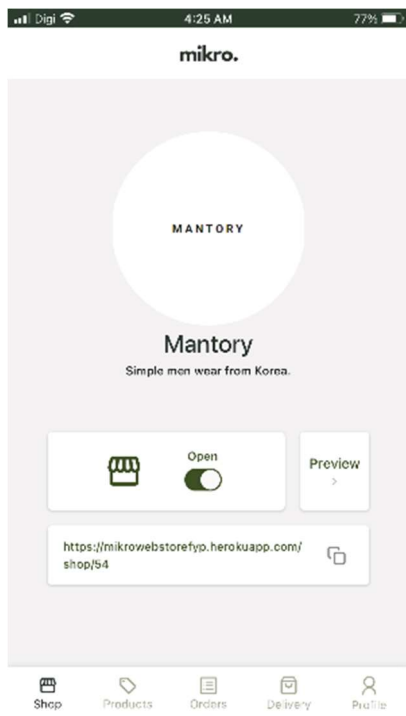 Digi 4:25 AM 77%
mikro.
MANTORY
Mantory
Simple men wear from Korea.
Open
Preview
https://mikrowebstorefyp.herokuapp.com/
shop/54
Shop Products Orders Delivery Profile